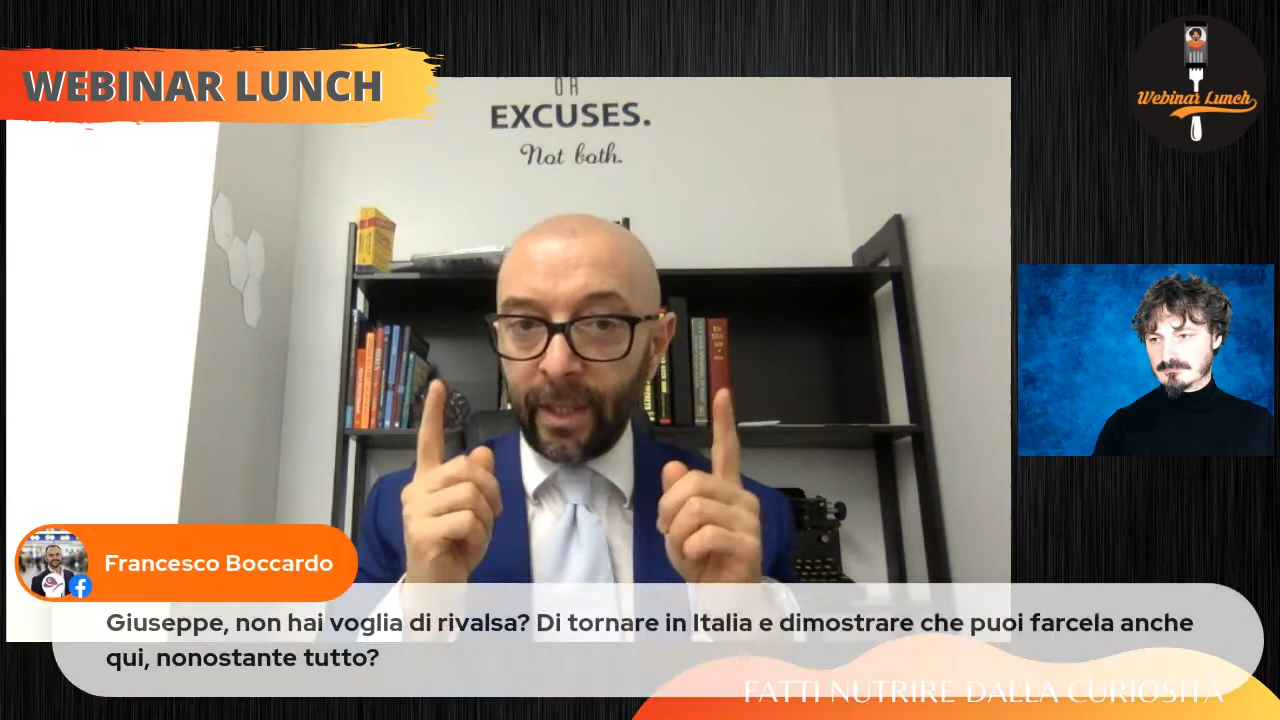 WEBINAR LUNCH
Webinar Lunch
OR
EXCUSES.
Not both.
Francesco Boccardo
Giuseppe, non hai voglia di rivalsa? Di tornare in Italia e dimostrare che puoi farcela anche
qui, nonostante tutto?
FATTI NUTRIRE DALLA CURIOSITÀ